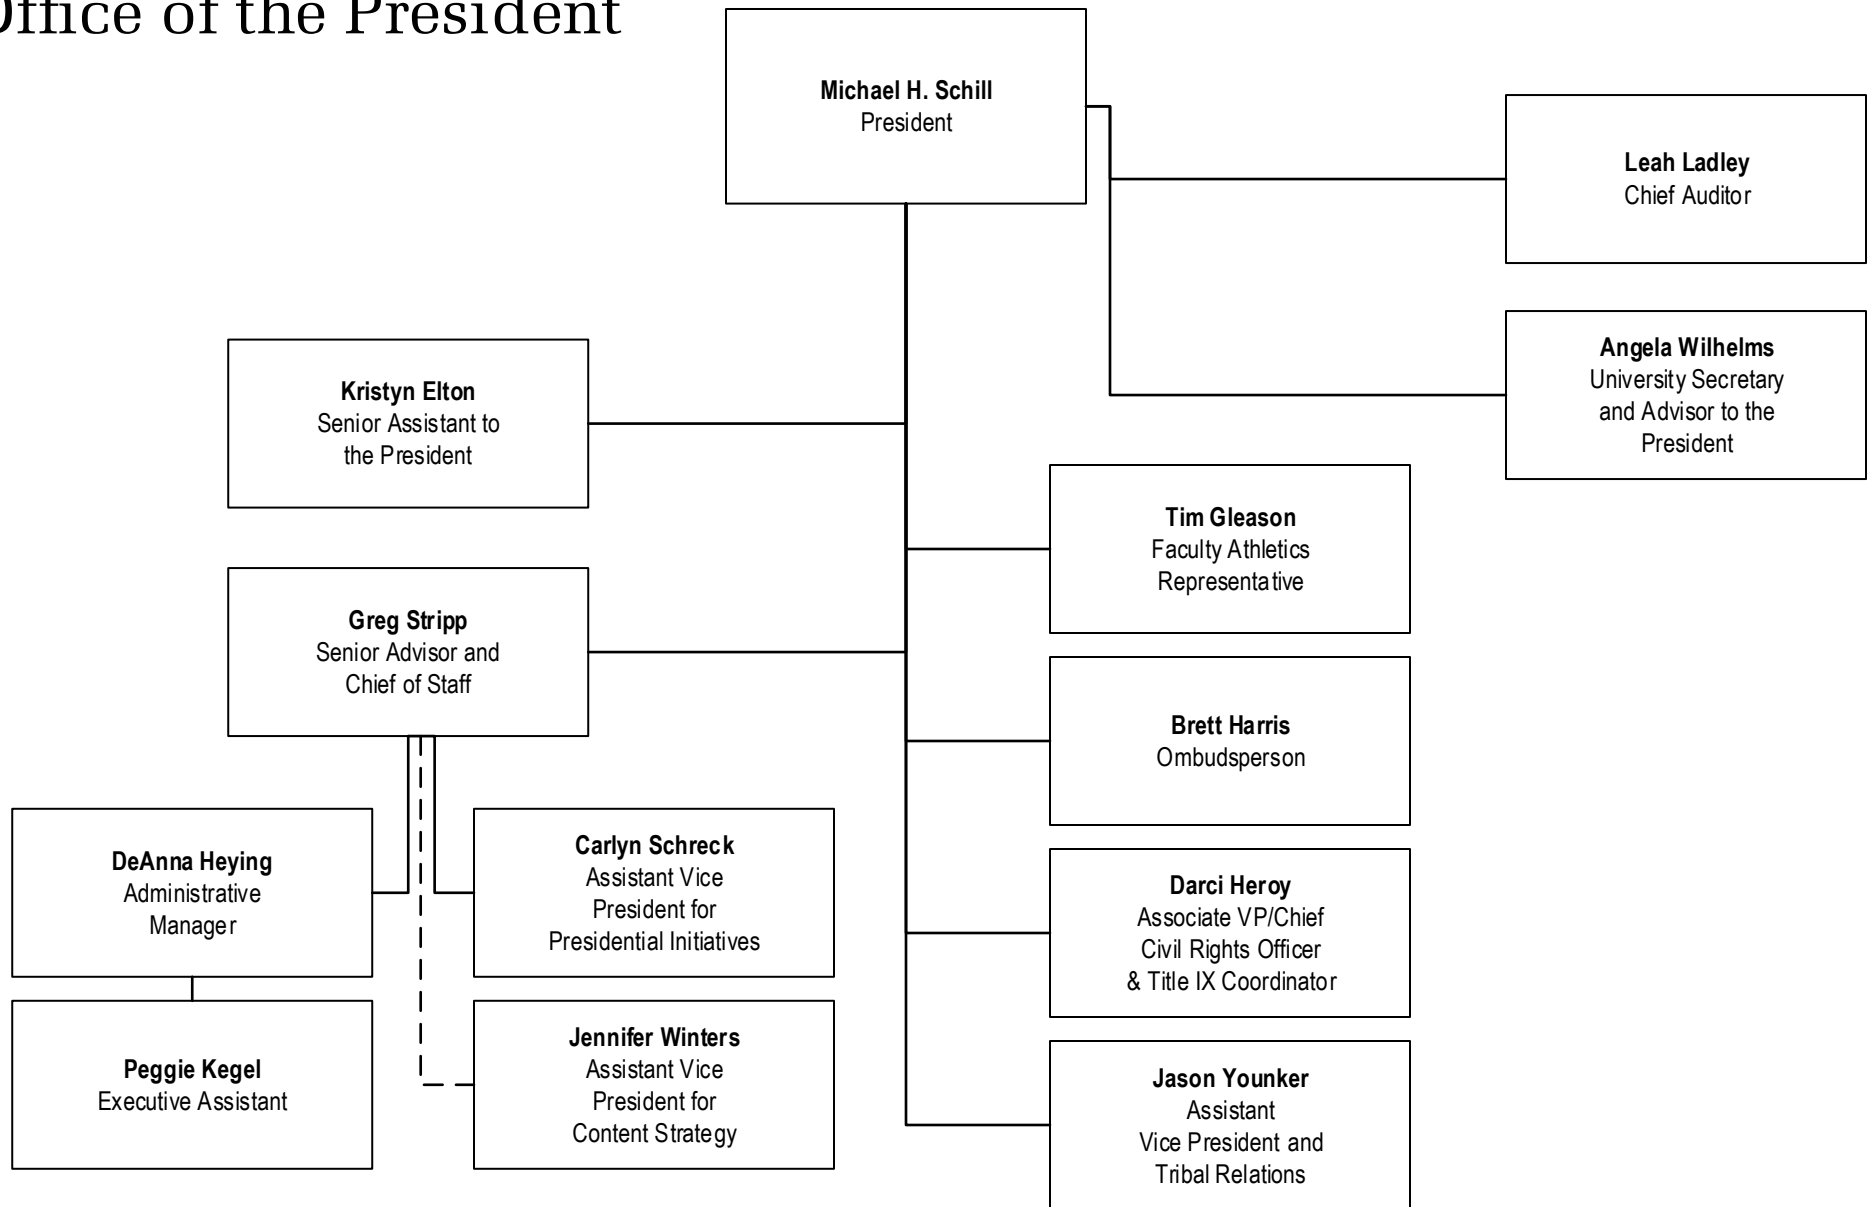 Office of the President
Michael H. Schill
President
Leah Ladley
Chief Auditor
Angela Wilhelms
University Secretary
and Advisor to the
President
Kristyn Elton
Senior Assistant to
the President
Tim Gleason
Faculty Athletics
Representative
Greg Stripp
Senior Advisor and
Chief of Staff
Brett Harris
Ombudsperson
DeAnna Heying
Administrative
Manager
Carlyn Schreck
Assistant Vice
President for
Presidential Initiatives
Darci Heroy
Associate VP/Chief
Civil Rights Officer
& Title IX Coordinator
Peggie Kegel
Executive Assistant
Jennifer Winters
Assistant Vice
President for
Content Strategy
Jason Younker
Assistant
Vice President and
Tribal Relations